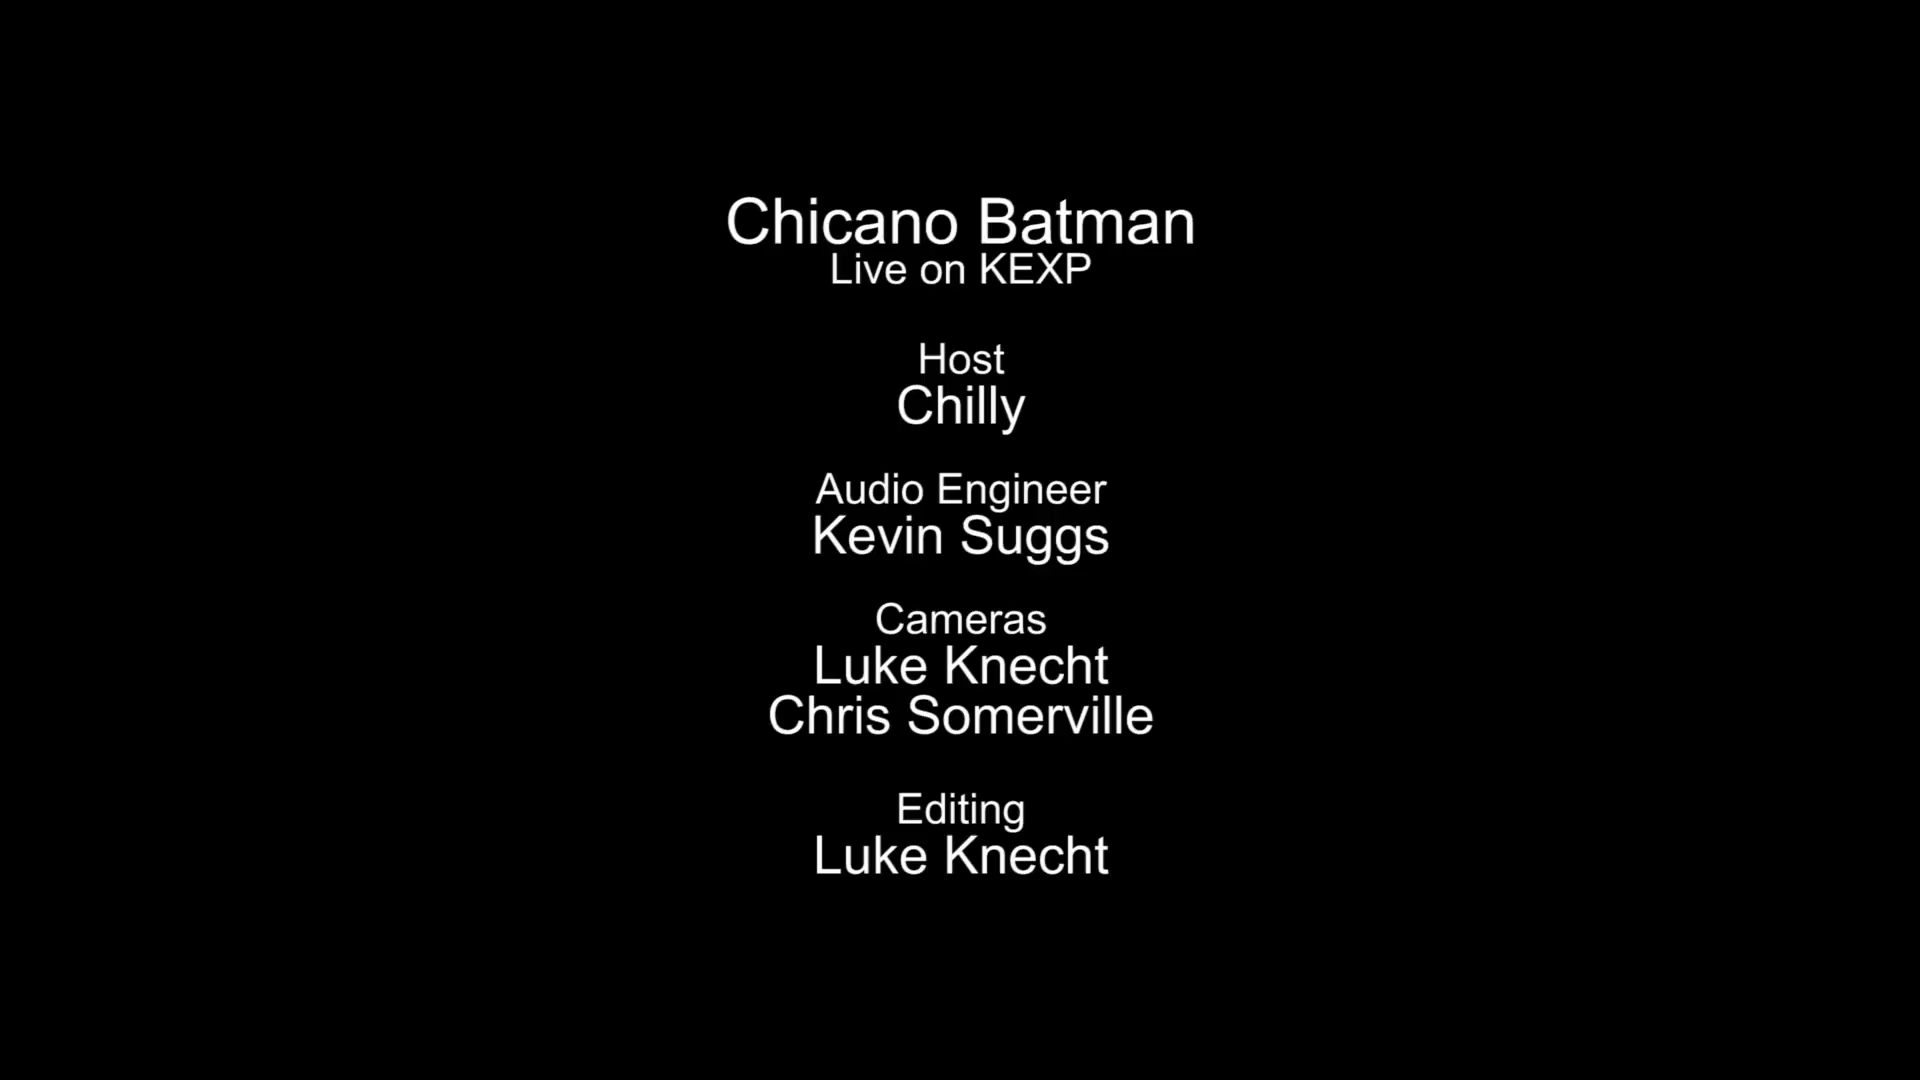 Chicano Batman
Live on KEXP
Host
Chilly
Audio Engineer
Kevin Suggs
Cameras
Luke Knecht
Chris Somerville
Editing
Luke Knecht